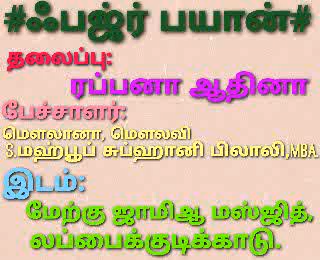 #ஃபஜ்ர் பயான்#
தலைப்பு:
ரப்பனா ஆதினா
பேச்சாளர்:
மௌலானா, மௌலவி
S.மஹ்பூப் சுப்ஹானி பிலாலி,MBA.
இடம்:
மேற்கு ஜாமிஆ மஸ்ஜித்,
லப்பைக்குடிக்காடு.